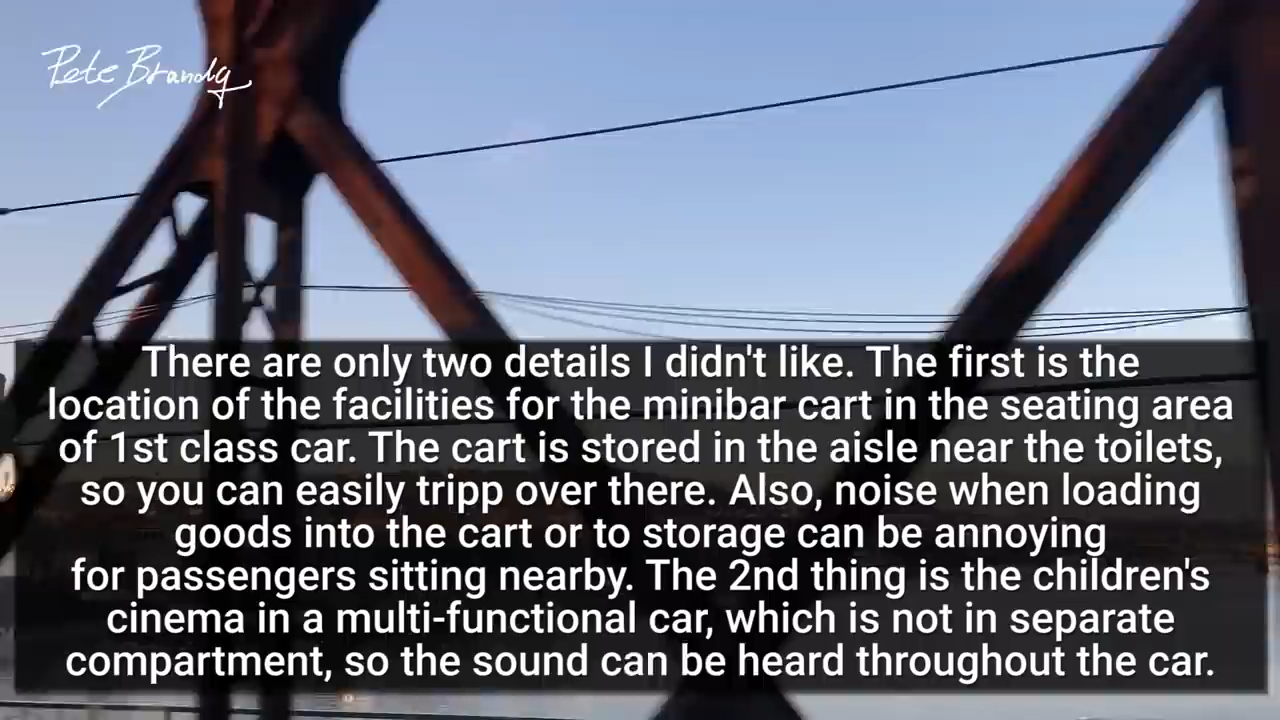 Pete Brandy
There are only two details I didn't like. The first is the
location of the facilities for the minibar cart in the seating area
of 1st class car. The cart is stored in the aisle near the toilets,
so you can easily tripp over there. Also, noise when loading
goods into the cart or to storage can be annoying
for passengers sitting nearby. The 2nd thing is the children's
cinema in a multi-functional car, which is not in separate
compartment, so the sound can be heard throughout the car.